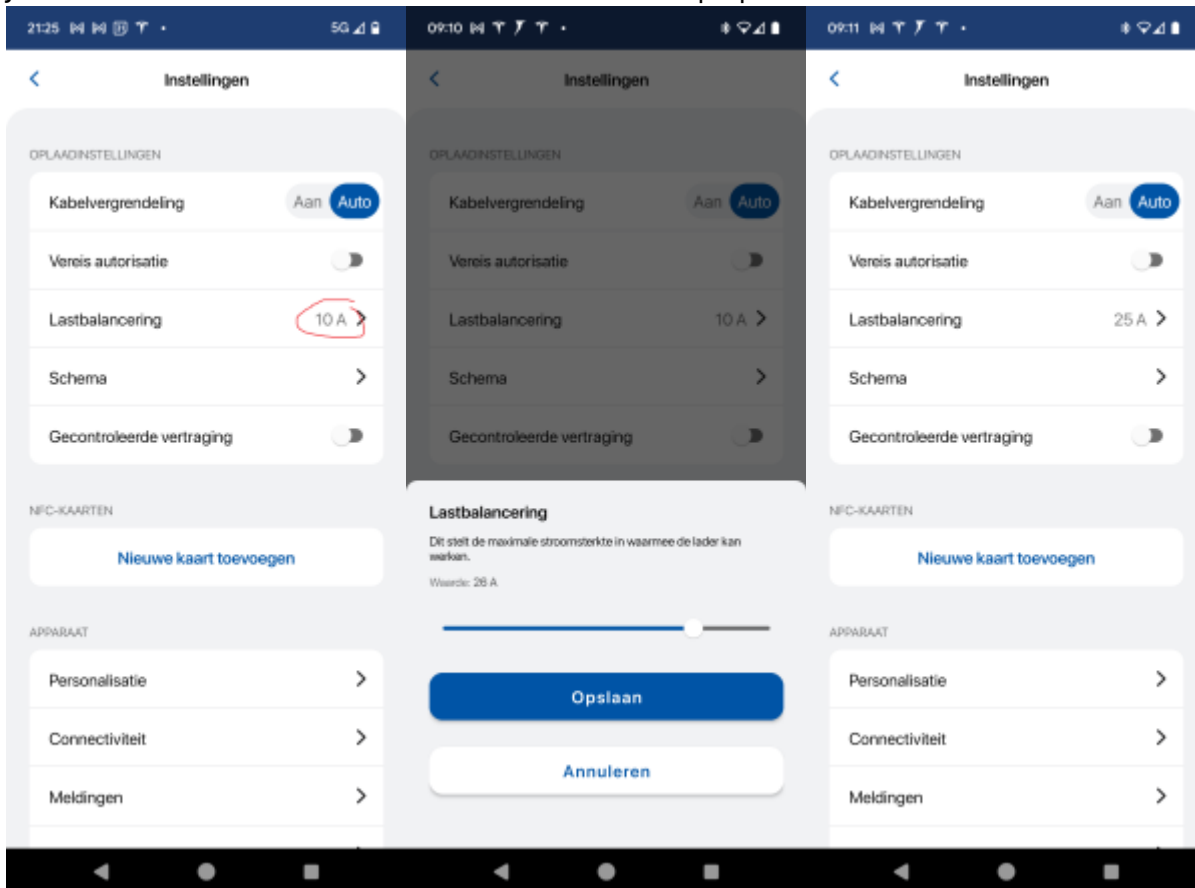 21:25
5G
Instellingen
OPLAADINSTELLINGEN
Kabelvergrendeling
Aan Auto
Vereis autorisatie
Lastbalancering
10 A
Schema
Gecontroleerde vertraging
NFC-KAARTEN
Nieuwe kaart toevoegen
APPARAAT
Personalisatie
Connectiviteit
Meldingen
09:10
Instellingen
OPLAADINSTELLINGEN
Kabelvergrendeling
Aan Auto
Vereis autorisatie
Lastbalancering
10 A
Schema
Gecontroleerde vertraging
Lastbalancering
Dit stelt de maximale stroomsterkte in waarmee de lader kan
werken.
Waarde: 26 A
Opslaan
Annuleren
09:11
Instellingen
OPLAADINSTELLINGEN
Kabelvergrendeling
Aan Auto
Vereis autorisatie
Lastbalancering
25 A
Schema
Gecontroleerde vertraging
NFC-KAARTEN
Nieuwe kaart toevoegen
APPARAAT
Personalisatie
Connectiviteit
Meldingen